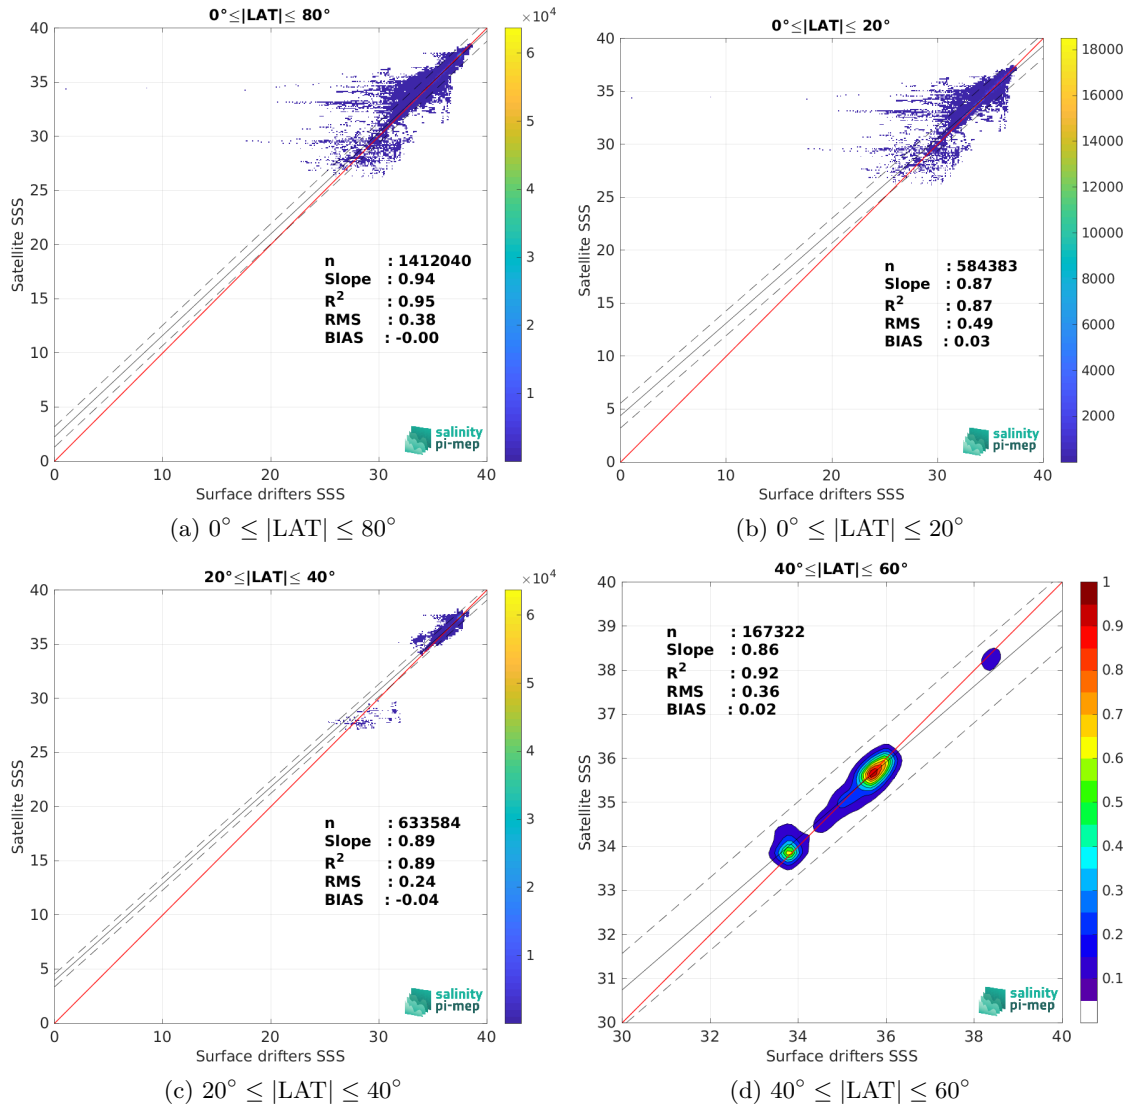 0°≤|LAT|≤ 80°
×10⁴
40
35
30
25
20
15
10
5
0
Satellite SSS
n : 1412040
Slope : 0.94
R² : 0.95
RMS : 0.38
BIAS : -0.00
salinity
pi-mep
0 10 20 30 40
Surface drifters SSS
6
5
4
3
2
1
(a) 0° ≤ |LAT| ≤ 80°
0°≤|LAT|≤ 20°
40
35
30
25
20
15
10
5
0
Satellite SSS
n : 584383
Slope : 0.87
R² : 0.87
RMS : 0.49
BIAS : 0.03
salinity
pi-mep
0 10 20 30 40
Surface drifters SSS
18000
16000
14000
12000
10000
8000
6000
4000
2000
(b) 0° ≤ |LAT| ≤ 20°
20°≤|LAT|≤ 40°
×10⁴
40
35
30
25
20
15
10
5
0
Satellite SSS
n : 633584
Slope : 0.89
R² : 0.89
RMS : 0.24
BIAS : -0.04
salinity
pi-mep
0 10 20 30 40
Surface drifters SSS
6
5
4
3
2
1
(c) 20° ≤ |LAT| ≤ 40°
40°≤|LAT|≤ 60°
40
39
38
37
36
35
34
33
32
31
30
Satellite SSS
n : 167322
Slope : 0.86
R² : 0.92
RMS : 0.36
BIAS : 0.02
salinity
pi-mep
30 32 34 36 38 40
Surface drifters SSS
1
0.9
0.8
0.7
0.6
0.5
0.4
0.3
0.2
0.1
(d) 40° ≤ |LAT| ≤ 60°